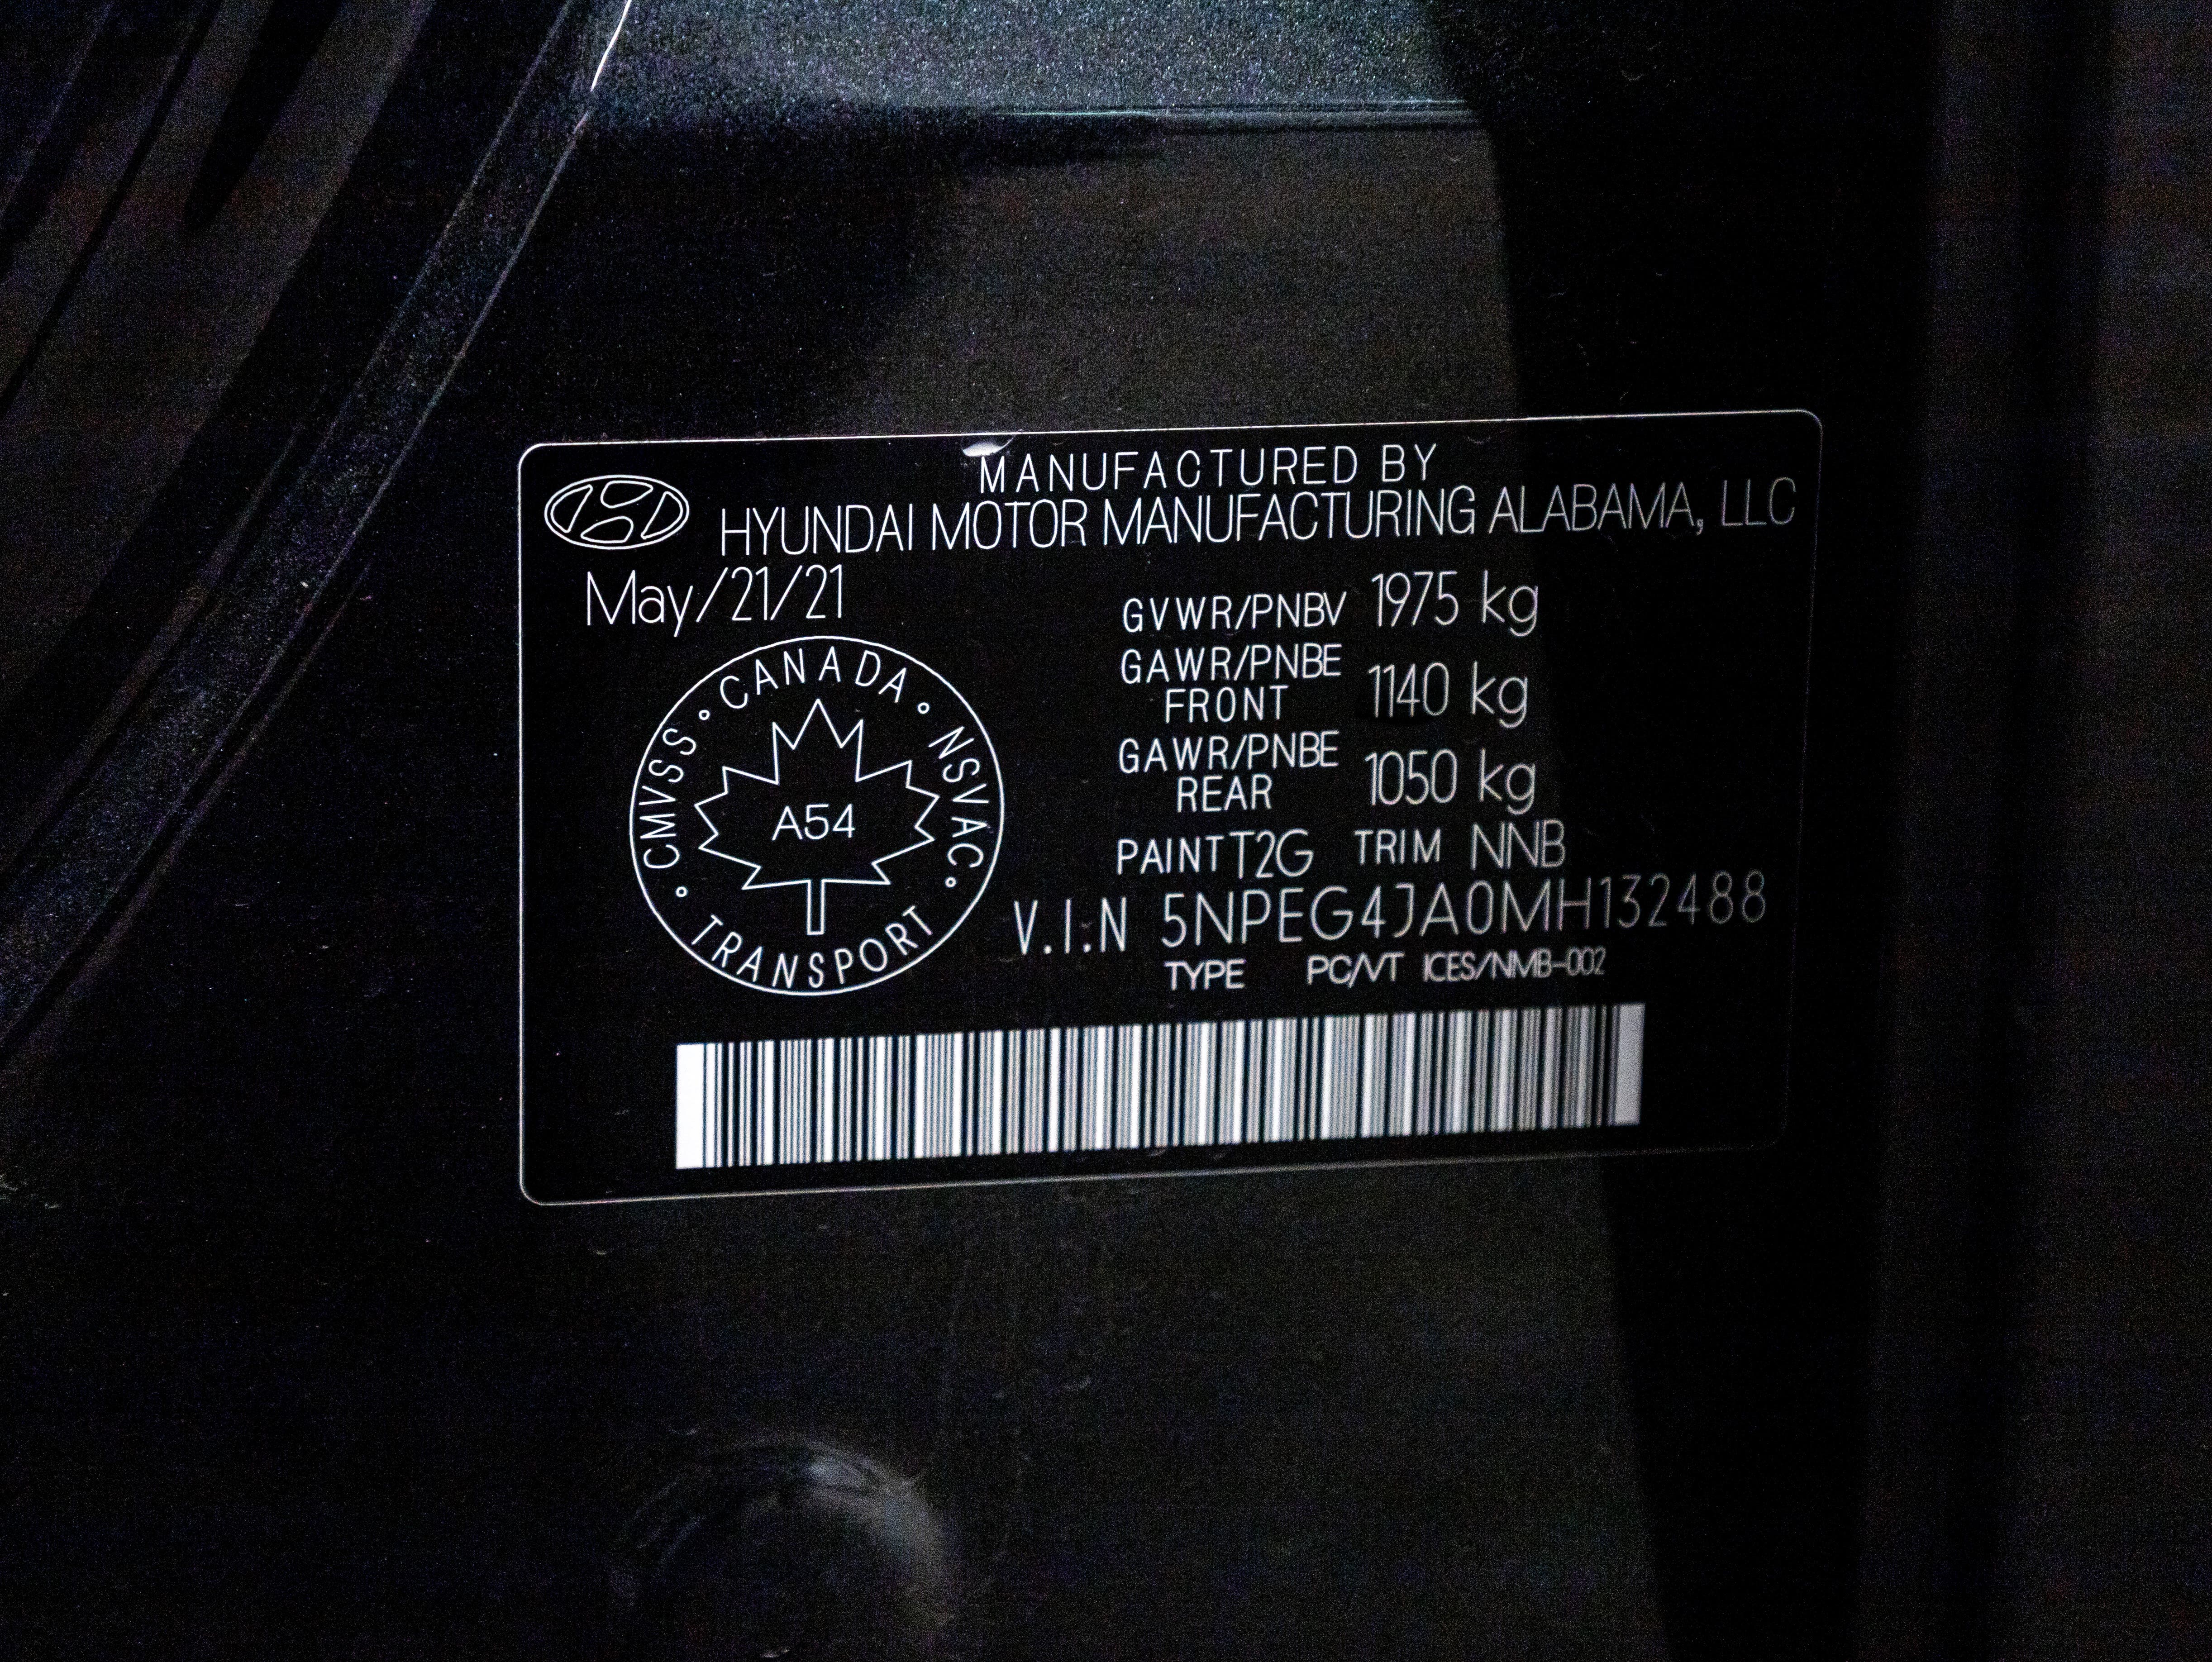 MANUFACTURED BY
HYUNDAI MOTOR MANUFACTURING ALABAMA, LLC
May/21/21
GVWR/PNBV 1975 kg
GAWR/PNBE FRONT 1140 kg
GAWR/PNBE REAR 1050 kg
PAINT T2G TRIM NNB
V.I.N 5NPEG4JA0MH132488
TYPE PC/VT ICES/NMB-002
CANADA
CMVSS
NSVAC
A54
TRANSPORT